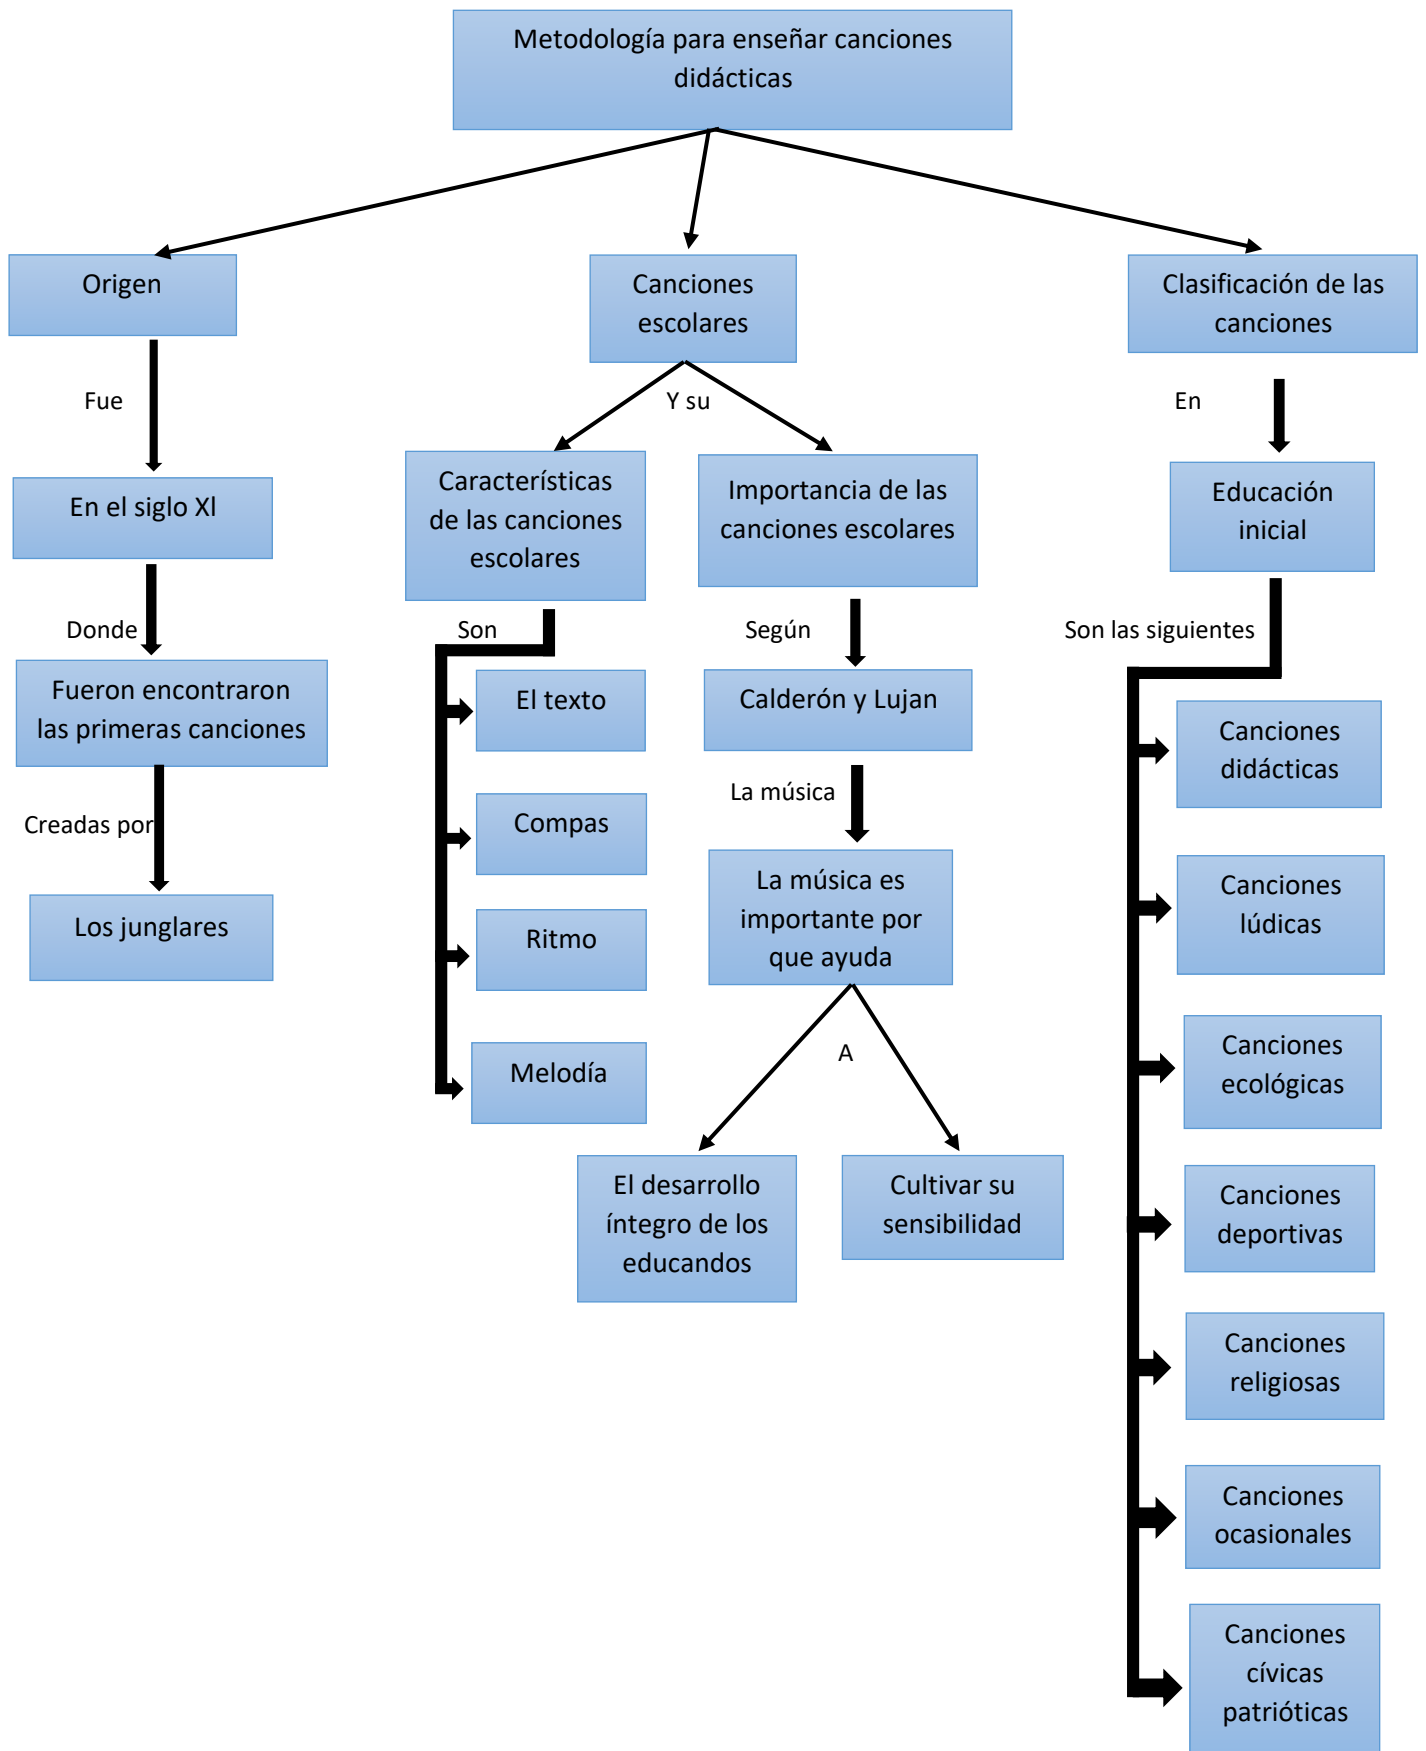 Metodología para enseñar canciones
didácticas
Origen
Fue
En el siglo Xl
Donde
Fueron encontraron
las primeras canciones
Creadas por
Los junglares
Canciones
escolares
Y su
Características
de las canciones
escolares
Son
El texto
Compas
Ritmo
Melodía
Importancia de las
canciones escolares
Según
Calderón y Lujan
La música
La música es
importante por
que ayuda
A
El desarrollo
íntegro de los
educandos
Cultivar su
sensibilidad
Clasificación de las
canciones
En
Educación
inicial
Son las siguientes
Canciones
didácticas
Canciones
lúdicas
Canciones
ecológicas
Canciones
deportivas
Canciones
religiosas
Canciones
ocasionales
Canciones
cívicas
patrióticas